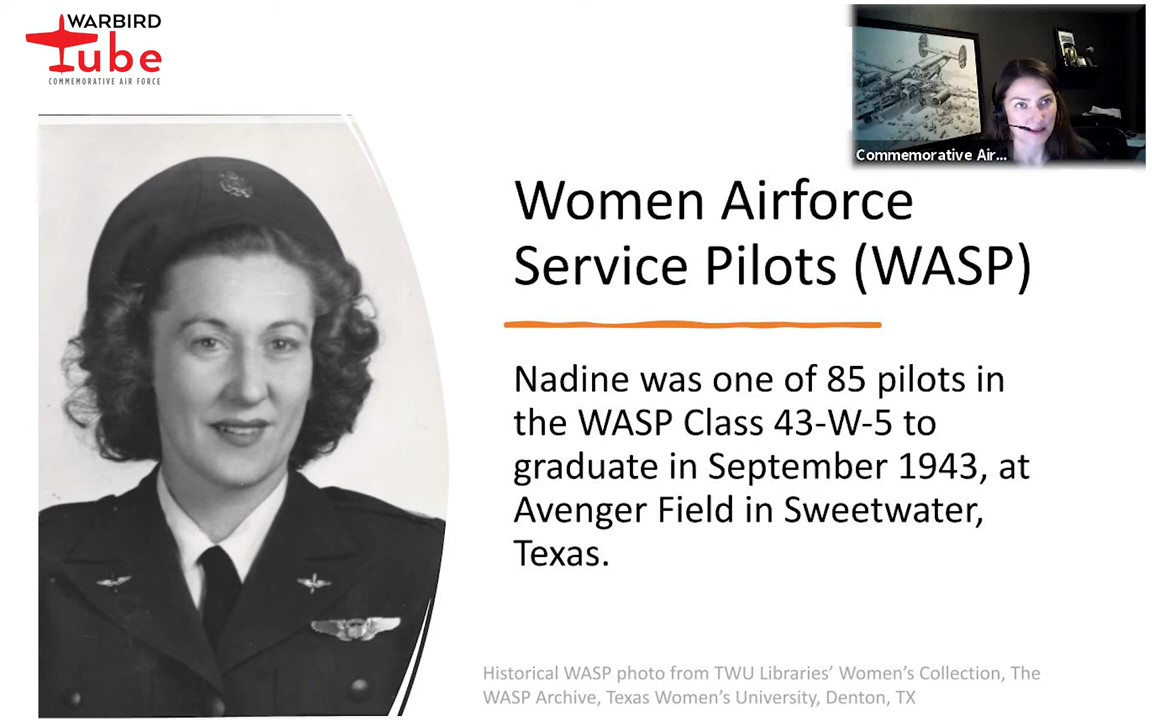 WARBIRD
Tube
COMMEMORATIVE AIR FORCE
Commemorative Air...
Women Airforce
Service Pilots (WASP)
Nadine was one of 85 pilots in
the WASP Class 43-W-5 to
graduate in September 1943, at
Avenger Field in Sweetwater,
Texas.
Historical WASP photo from TWU Libraries’ Women’s Collection, The
WASP Archive, Texas Women’s University, Denton, TX